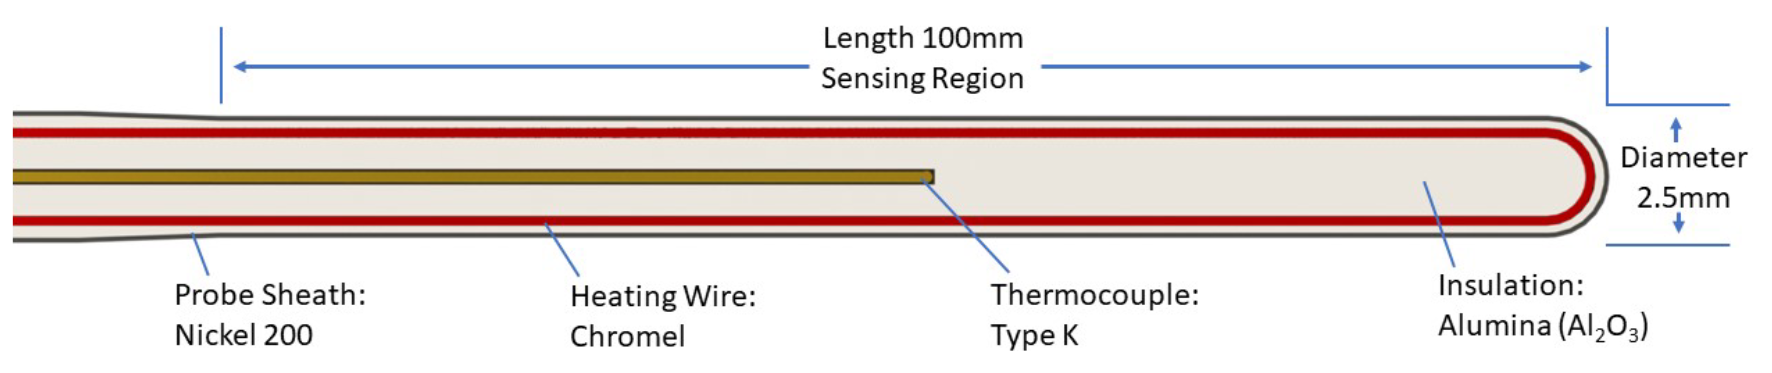 Length 100mm
Sensing Region
Diameter
2.5mm
Probe Sheath:
Nickel 200
Heating Wire:
Chromel
Thermocouple:
Type K
Insulation:
Alumina (Al₂O₃)